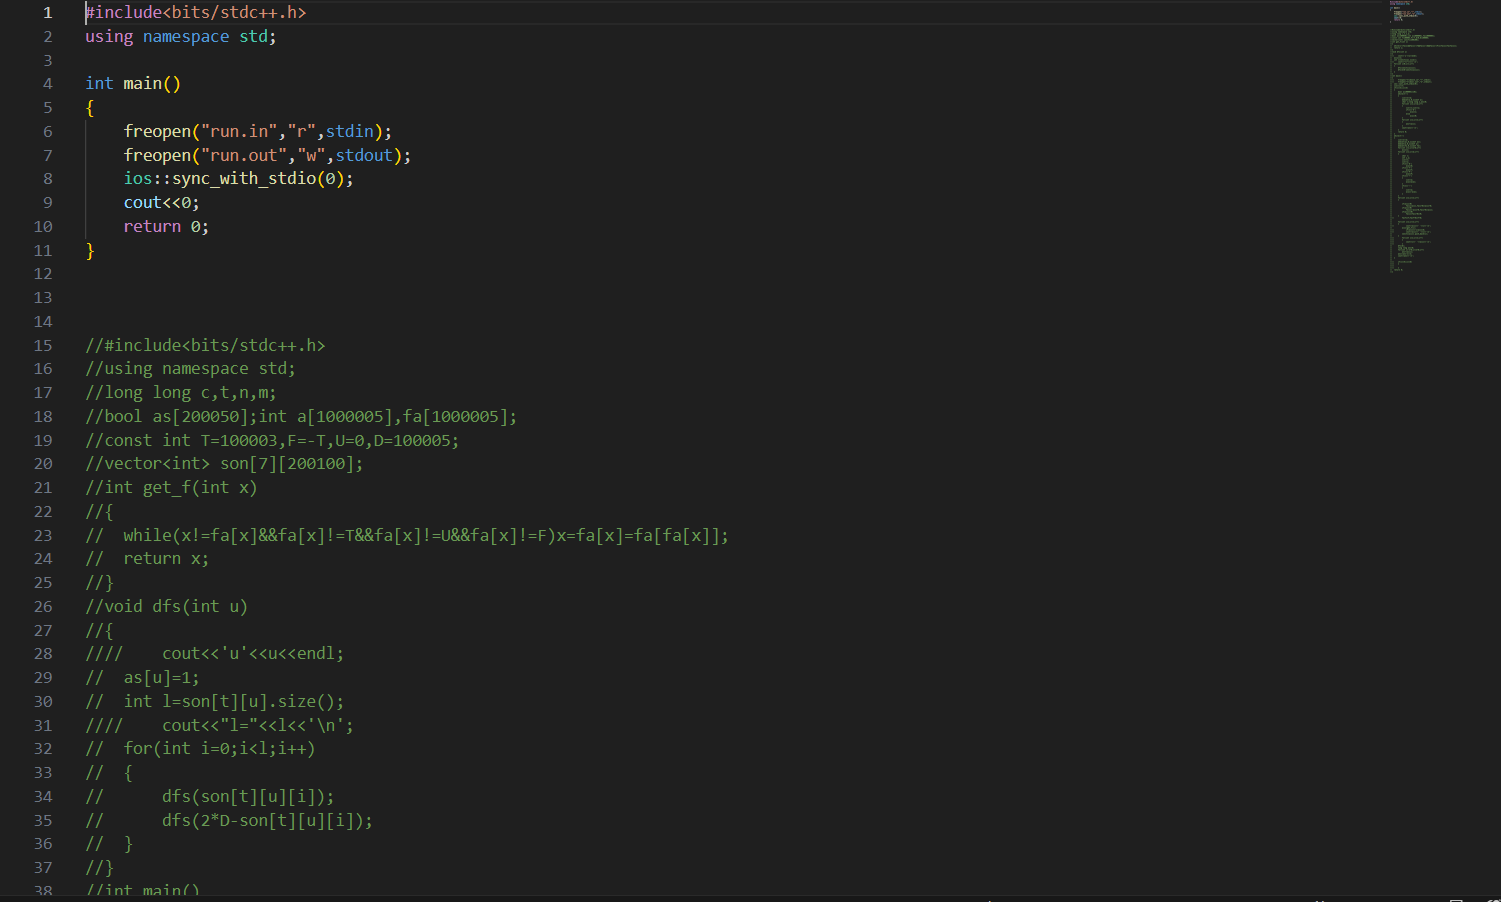 1 #include<bits/stdc++.h>
2 using namespace std;
3
4 int main()
5 {
6 freopen("run.in","r",stdin);
7 freopen("run.out","w",stdout);
8 ios::sync_with_stdio(0);
9 cout<<0;
10 return 0;
11 }
12
13
14
15 //#include<bits/stdc++.h>
16 //using namespace std;
17 //long long c,t,n,m;
18 //bool as[200050];int a[1000005],fa[1000005];
19 //const int T=100003,F=-T,U=0,D=100005;
20 //vector<int> son[7][200100];
21 //int get_f(int x)
22 //{
23 // while(x!=fa[x]&&fa[x]!=T&&fa[x]!=U&&fa[x]!=F)x=fa[x]=fa[fa[x]];
24 // return x;
25 //}
26 //void dfs(int u)
27 //{
28 //// cout<<'u'<<u<<endl;
29 // as[u]=1;
30 // int l=son[t][u].size();
31 //// cout<<"l="<<l<<'\n';
32 // for(int i=0;i<l;i++)
33 // {
34 // dfs(son[t][u][i]);
35 // dfs(2*D-son[t][u][i]);
36 // }
37 //}
38 //int main()